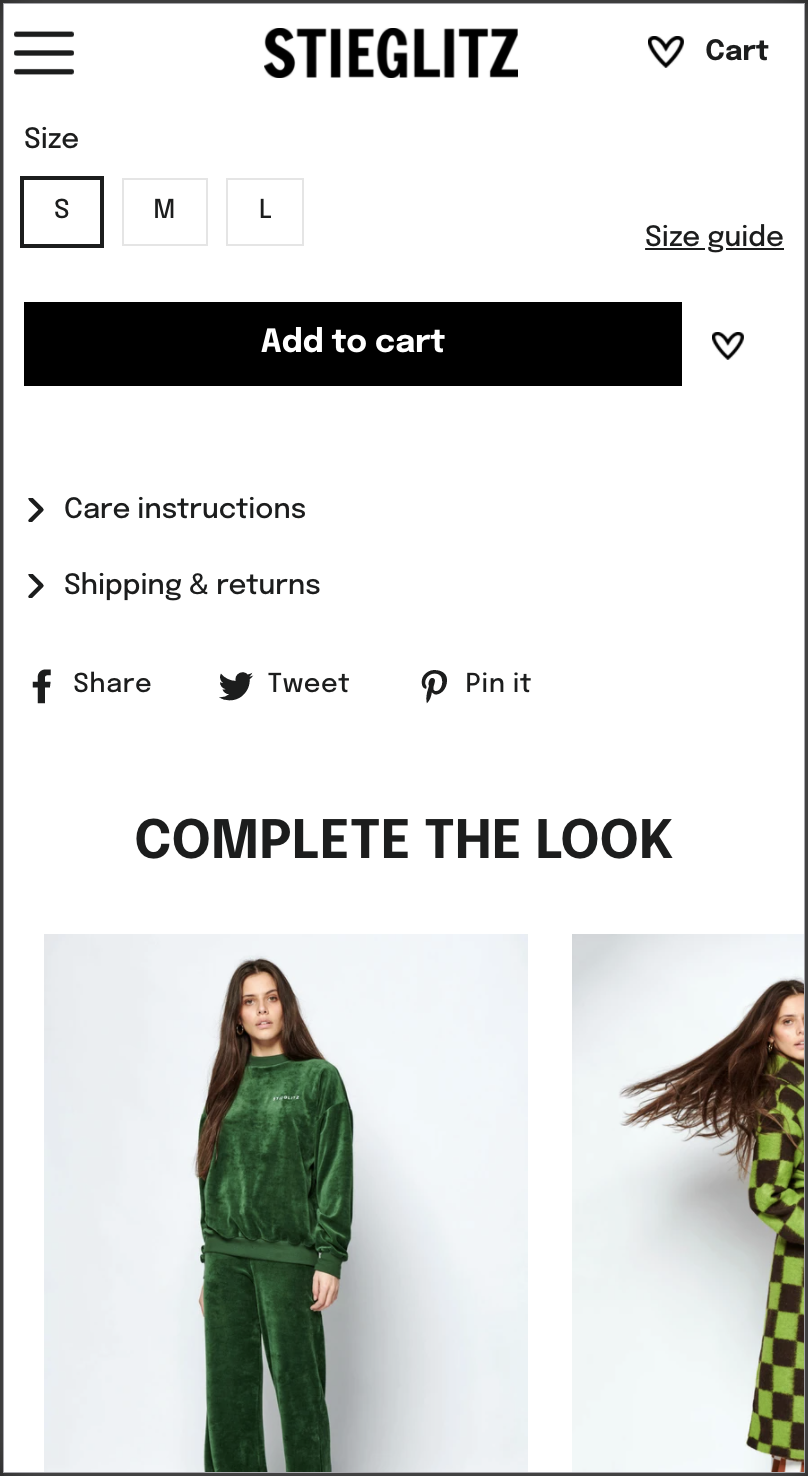 STIEGLITZ
Cart
Size
S
M
L
Size guide
Add to cart
Care instructions
Shipping & returns
Share
Tweet
Pin it
COMPLETE THE LOOK
STIEGLITZ